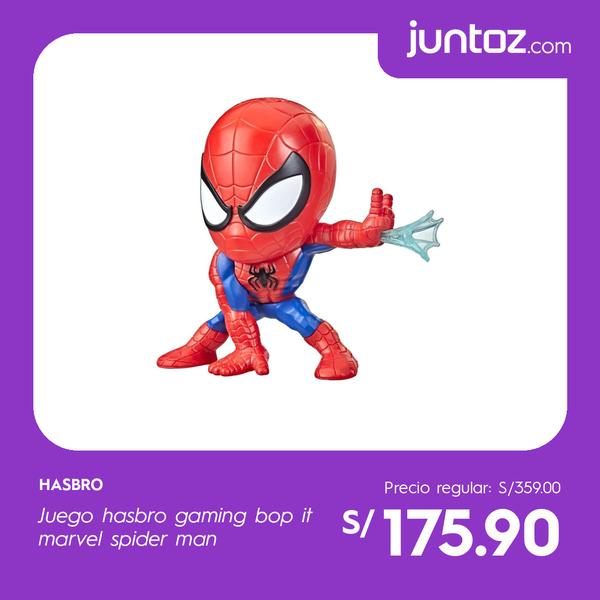 juntoz.com
HASBRO
Juego hasbro gaming bop it
marvel spider man
Precio regular: S/359.00
S/175.90